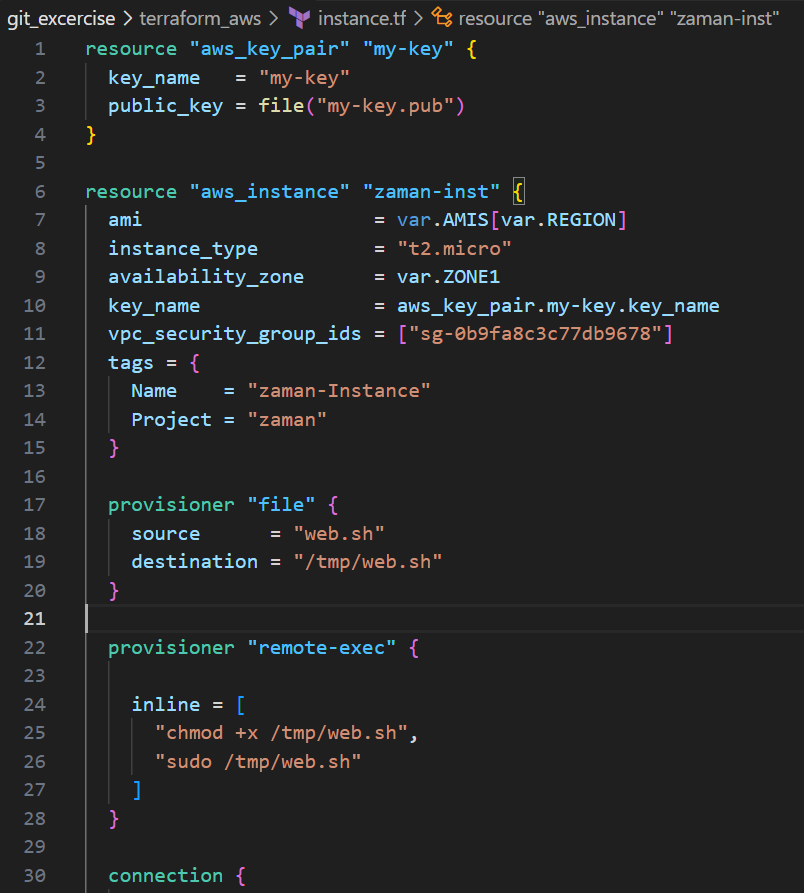 git_excercise > terraform_aws > instance.tf > resource "aws_instance" "zaman-inst"
1 resource "aws_key_pair" "my-key" {
2   key_name   = "my-key"
3   public_key = file("my-key.pub")
4 }
5
6 resource "aws_instance" "zaman-inst" {
7   ami                    = var.AMIS[var.REGION]
8   instance_type          = "t2.micro"
9   availability_zone      = var.ZONE1
10   key_name               = aws_key_pair.my-key.key_name
11   vpc_security_group_ids = ["sg-0b9fa8c3c77db9678"]
12   tags = {
13     Name    = "zaman-Instance"
14     Project = "zaman"
15   }
16
17   provisioner "file" {
18     source      = "web.sh"
19     destination = "/tmp/web.sh"
20   }
21
22   provisioner "remote-exec" {
23
24     inline = [
25       "chmod +x /tmp/web.sh",
26       "sudo /tmp/web.sh"
27     ]
28   }
29
30   connection {